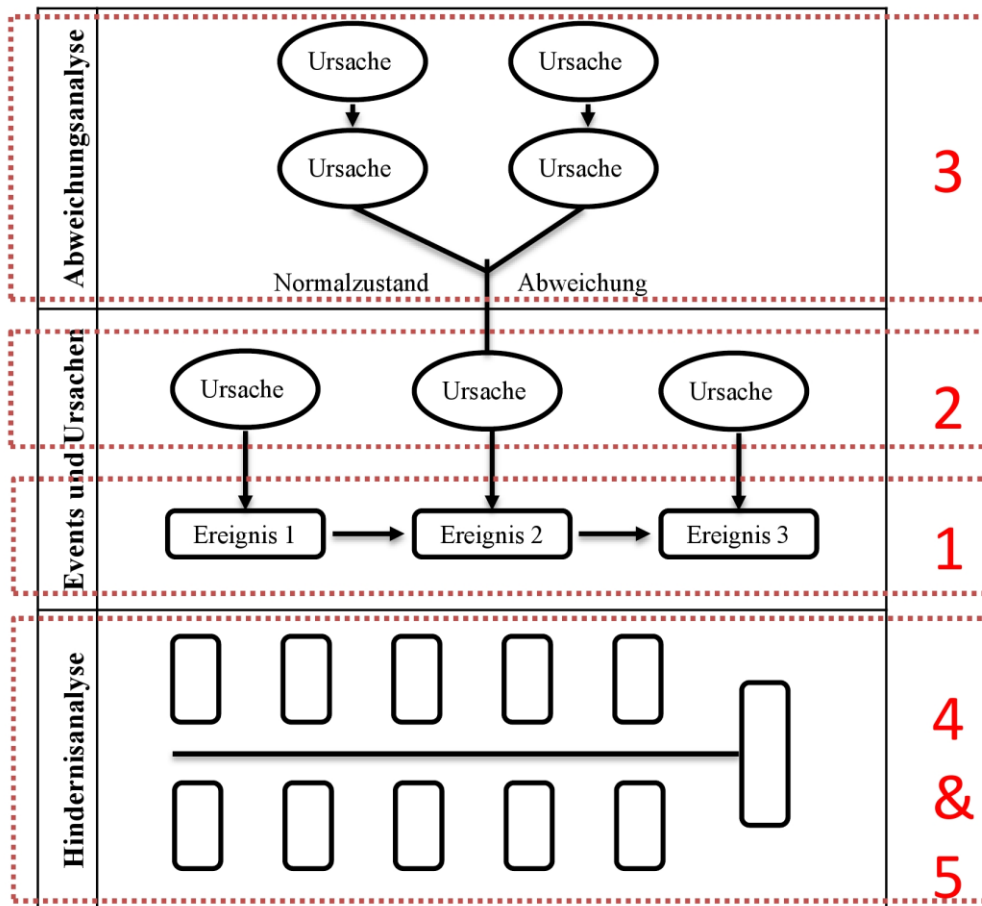 Abweichungsanalyse
Ursache
Ursache
Ursache
Ursache
Normalzustand
Abweichung
3
Events und Ursachen
Ursache
Ursache
Ursache
2
Ereignis 1
Ereignis 2
Ereignis 3
1
Hindernisanalyse
4
&
5